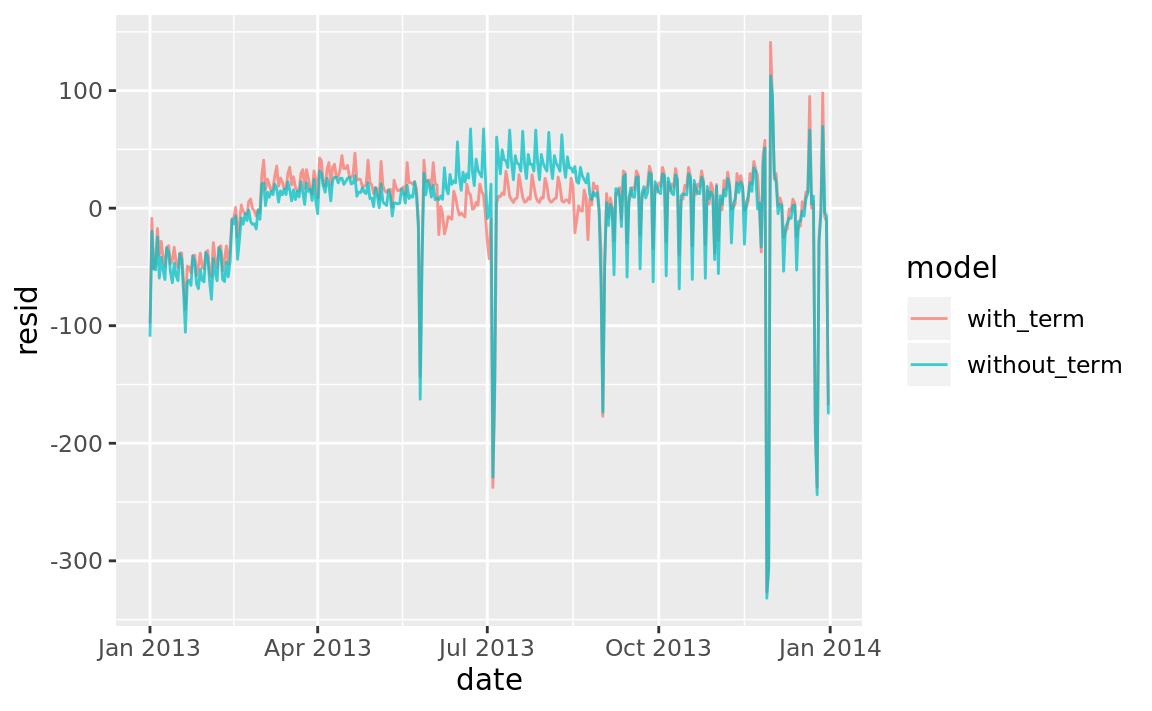 100
0
-100
-200
-300
resid
Jan 2013
Apr 2013
Jul 2013
Oct 2013
Jan 2014
date
model
with_term
without_term